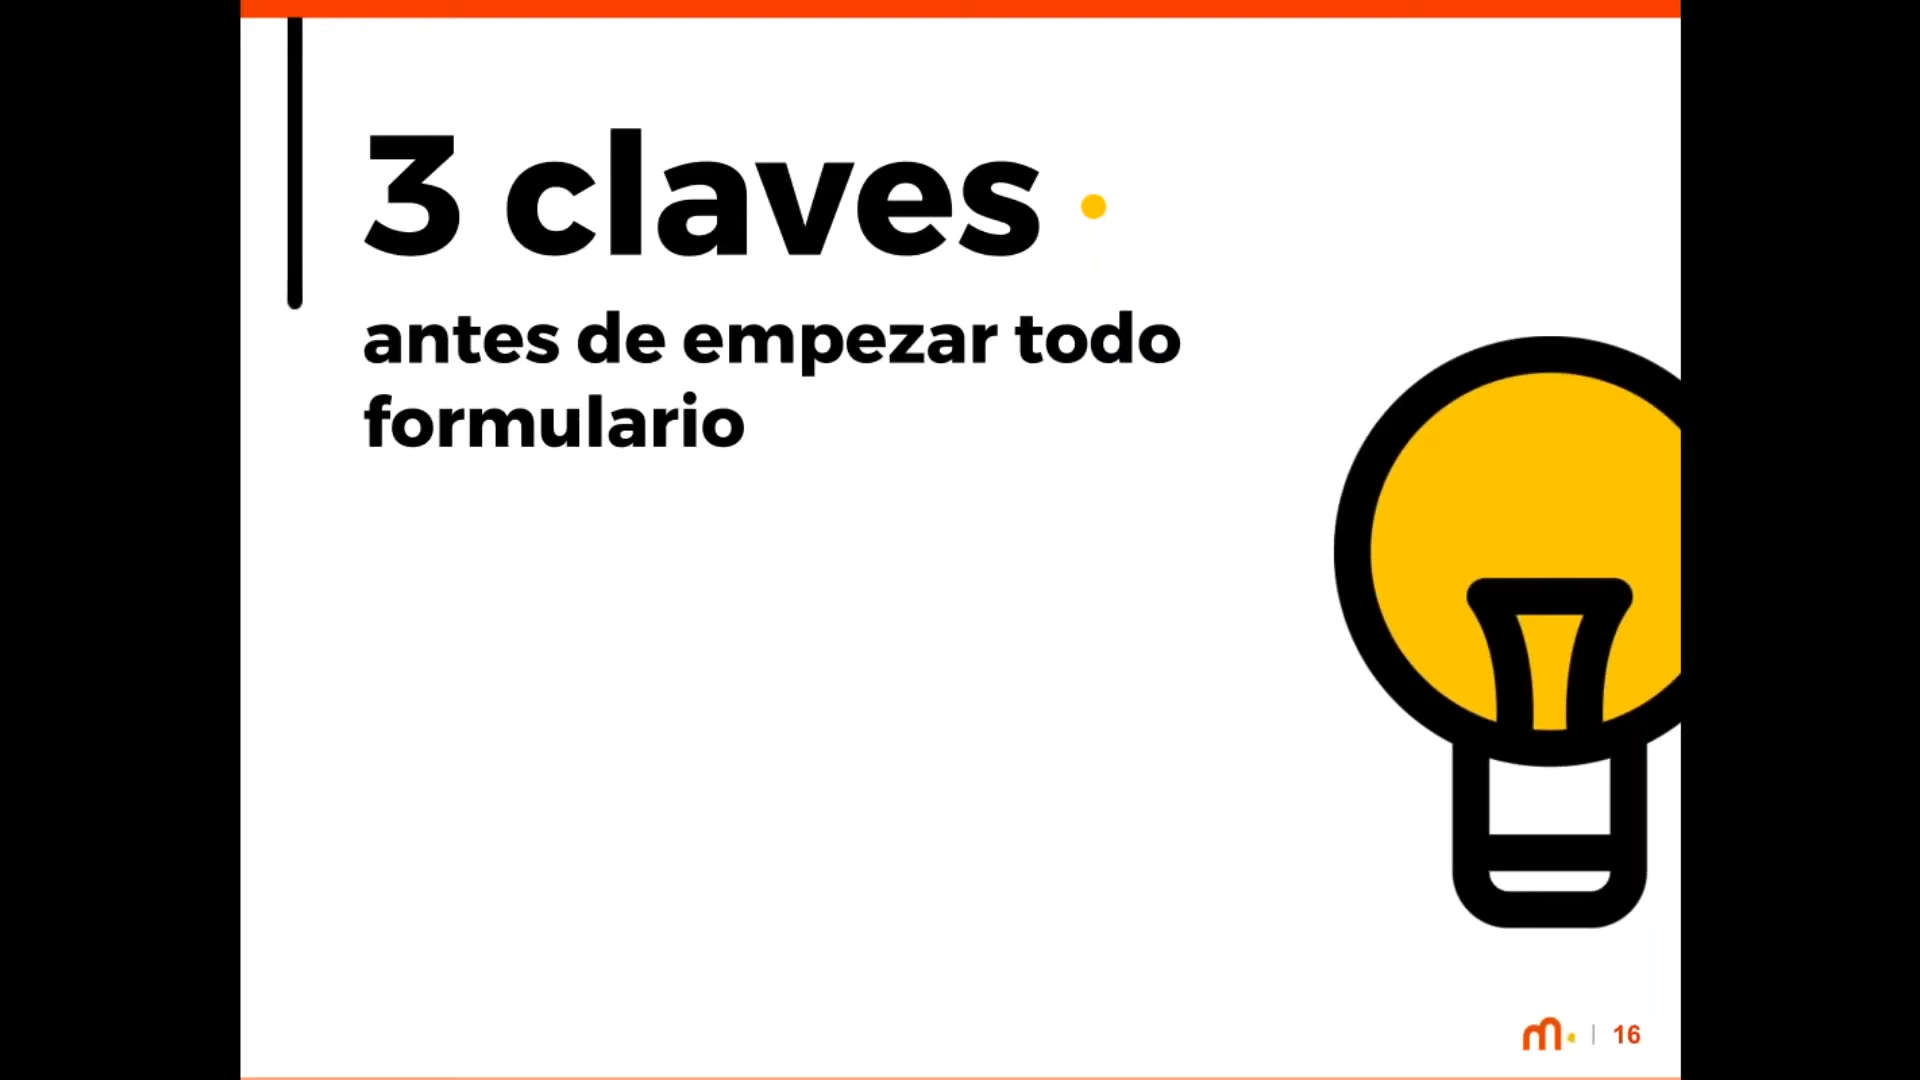 3 claves
antes de empezar todo
formulario
m. | 16